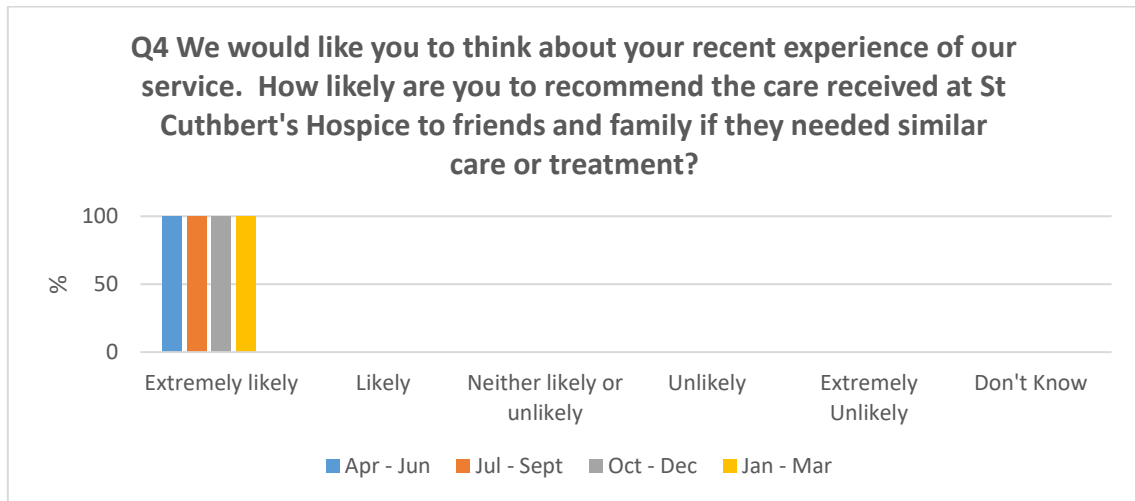 Q4 We would like you to think about your recent experience of our
service.  How likely are you to recommend the care received at St
Cuthbert's Hospice to friends and family if they needed similar
care or treatment?
100
50
0
%
Extremely likely
Likely
Neither likely or
unlikely
Unlikely
Extremely
Unlikely
Don't Know
Apr - Jun
Jul - Sept
Oct - Dec
Jan - Mar